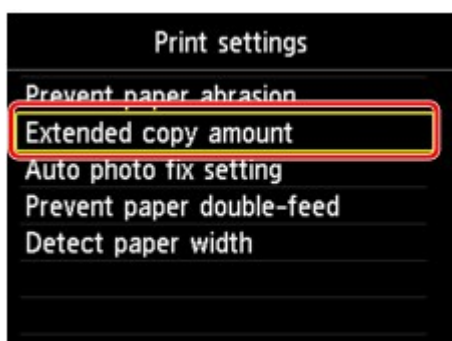 Print settings
Prevent paper abrasion
Extended copy amount
Auto photo fix setting
Prevent paper double-feed
Detect paper width